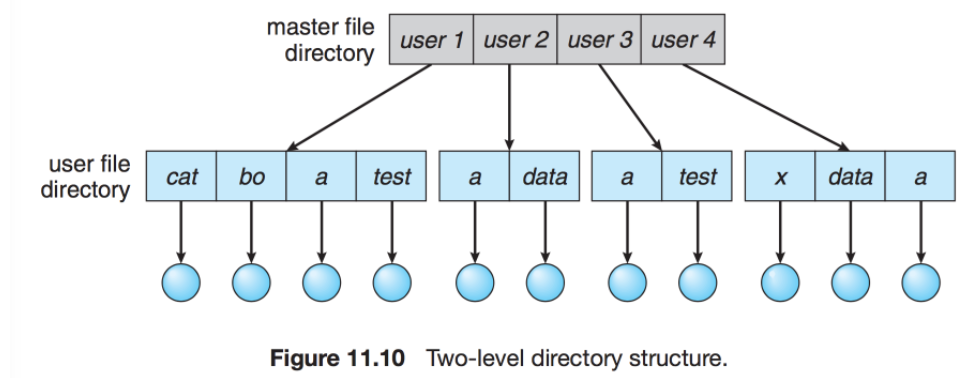 master file
directory
user 1 user 2 user 3 user 4
user file
directory
cat bo a test a data a test x data a
Figure 11.10 Two-level directory structure.